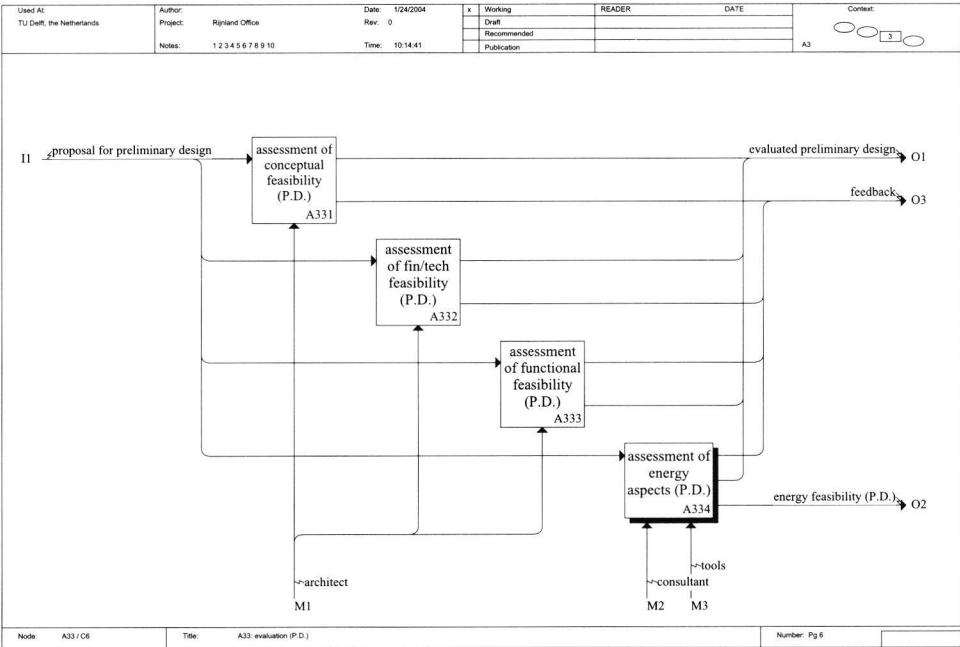 Used At:
TU Delft, the Netherlands
Author:
Project: Rijnland Office
Notes: 1 2 3 4 5 6 7 8 9 10
Date: 1/24/2004
Rev: 0
Time: 10:14:41
x Working
Draft
Recommended
Publication
READER DATE
Context:
3
A3
I1 proposal for preliminary design
assessment of
conceptual
feasibility
(P.D.)
A331
evaluated preliminary design O1
feedback O3
assessment
of fin/tech
feasibility
(P.D.)
A332
assessment
of functional
feasibility
(P.D.)
A333
assessment of
energy
aspects (P.D.)
A334
energy feasibility (P.D.) O2
architect
M1
tools
consultant
M2 M3
Node: A33 / C6
Title: A33: evaluation (P.D.)
Number: Pg 6